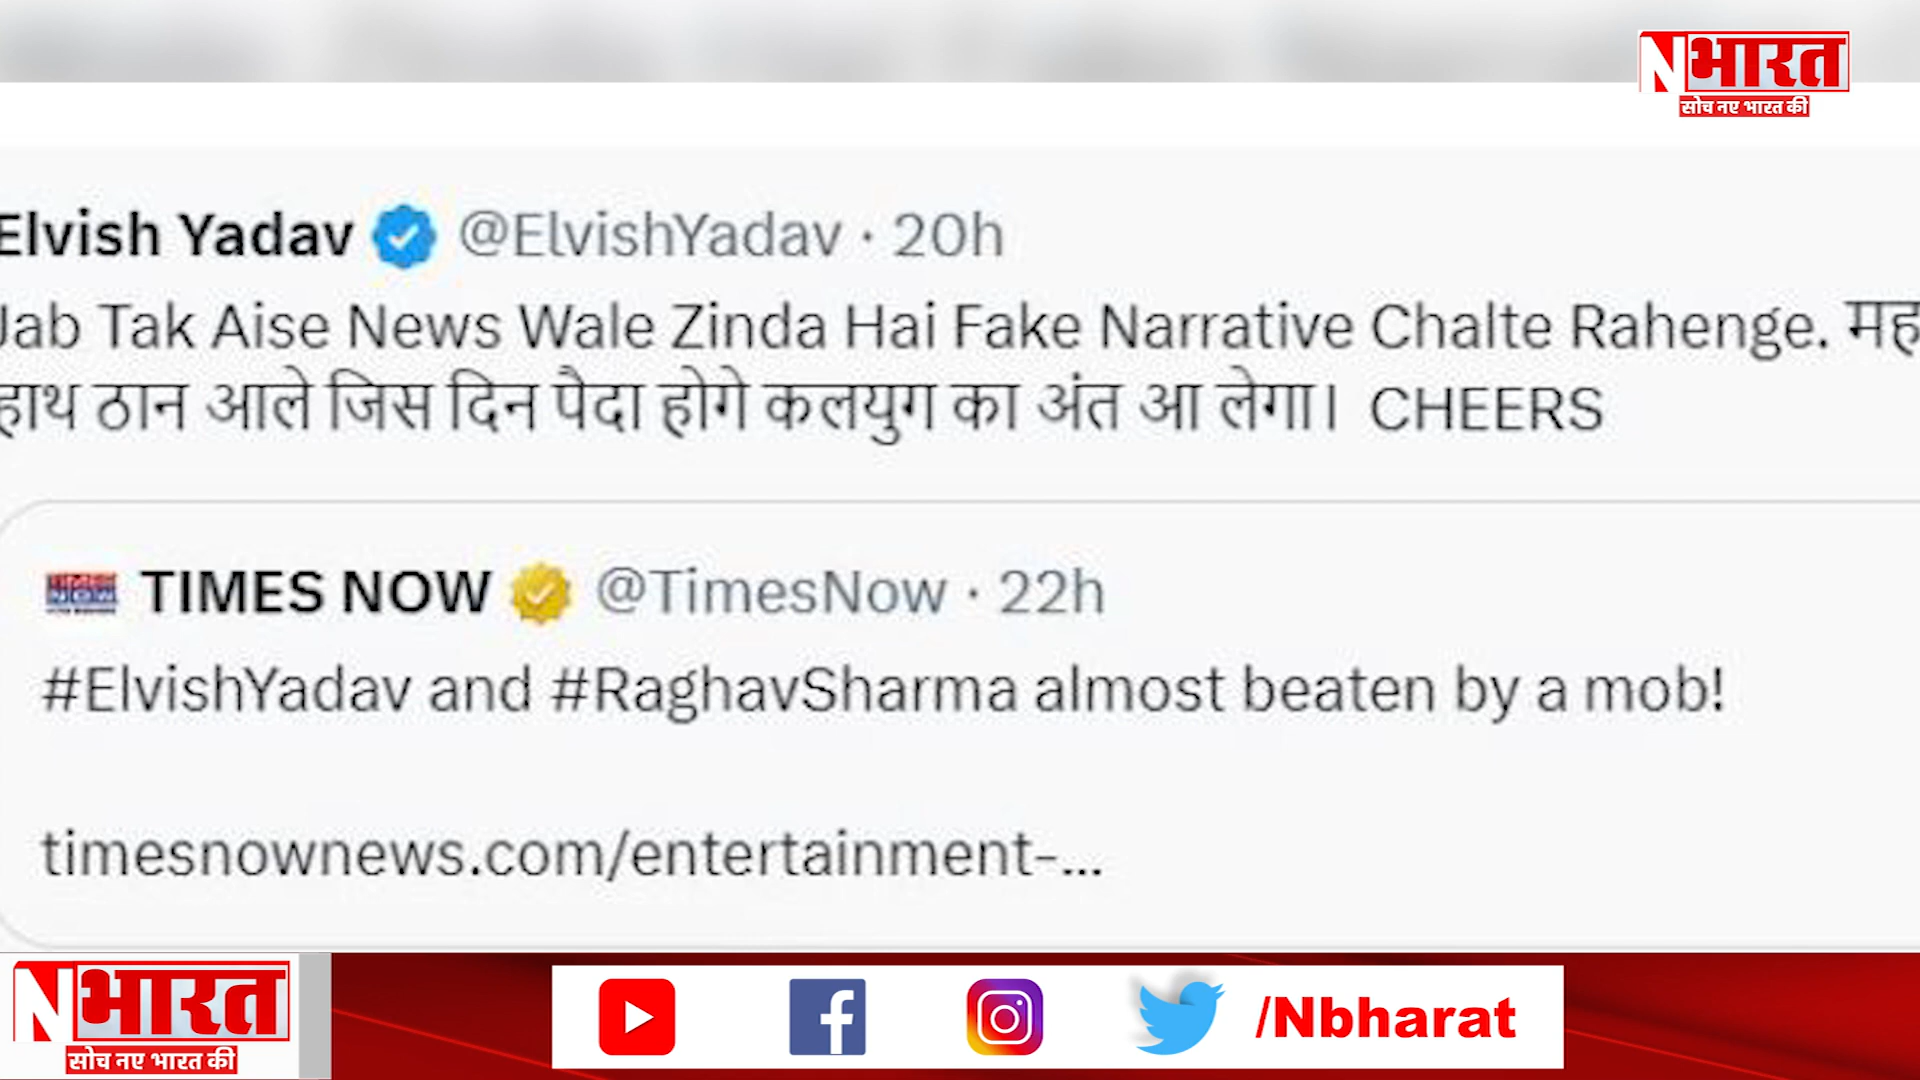 Nभारत
सोच नए भारत की
Elvish Yadav @ElvishYadav · 20h
Jab Tak Aise News Wale Zinda Hai Fake Narrative Chalte Rahenge.
हाथ ठान आले जिस दिन पैदा होगे कलयुग का अंत आ लेगा। CHEERS
TIMES NOW @TimesNow · 22h
#ElvishYadav and #RaghavSharma almost beaten by a mob!
timesnownews.com/entertainment-...
Nभारत
सोच नए भारत की
/Nbharat